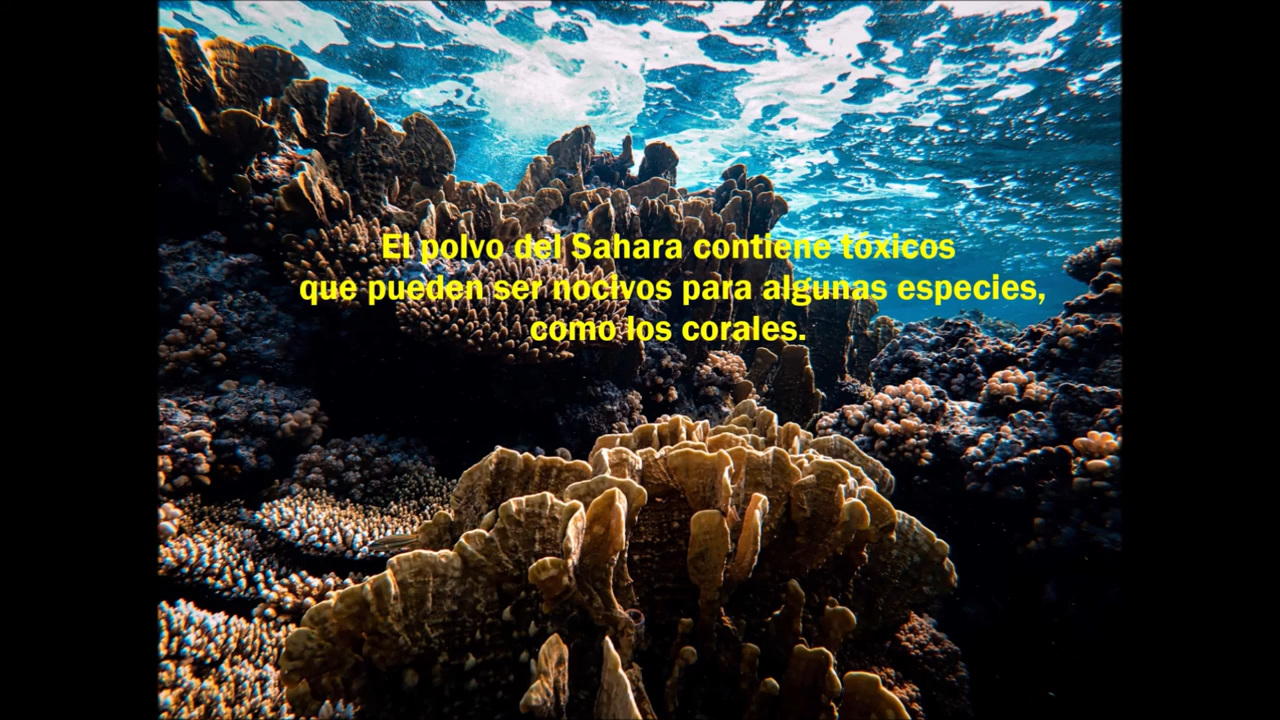 El polvo del Sahara contiene tóxicos
que pueden ser nocivos para algunas especies,
como los corales.